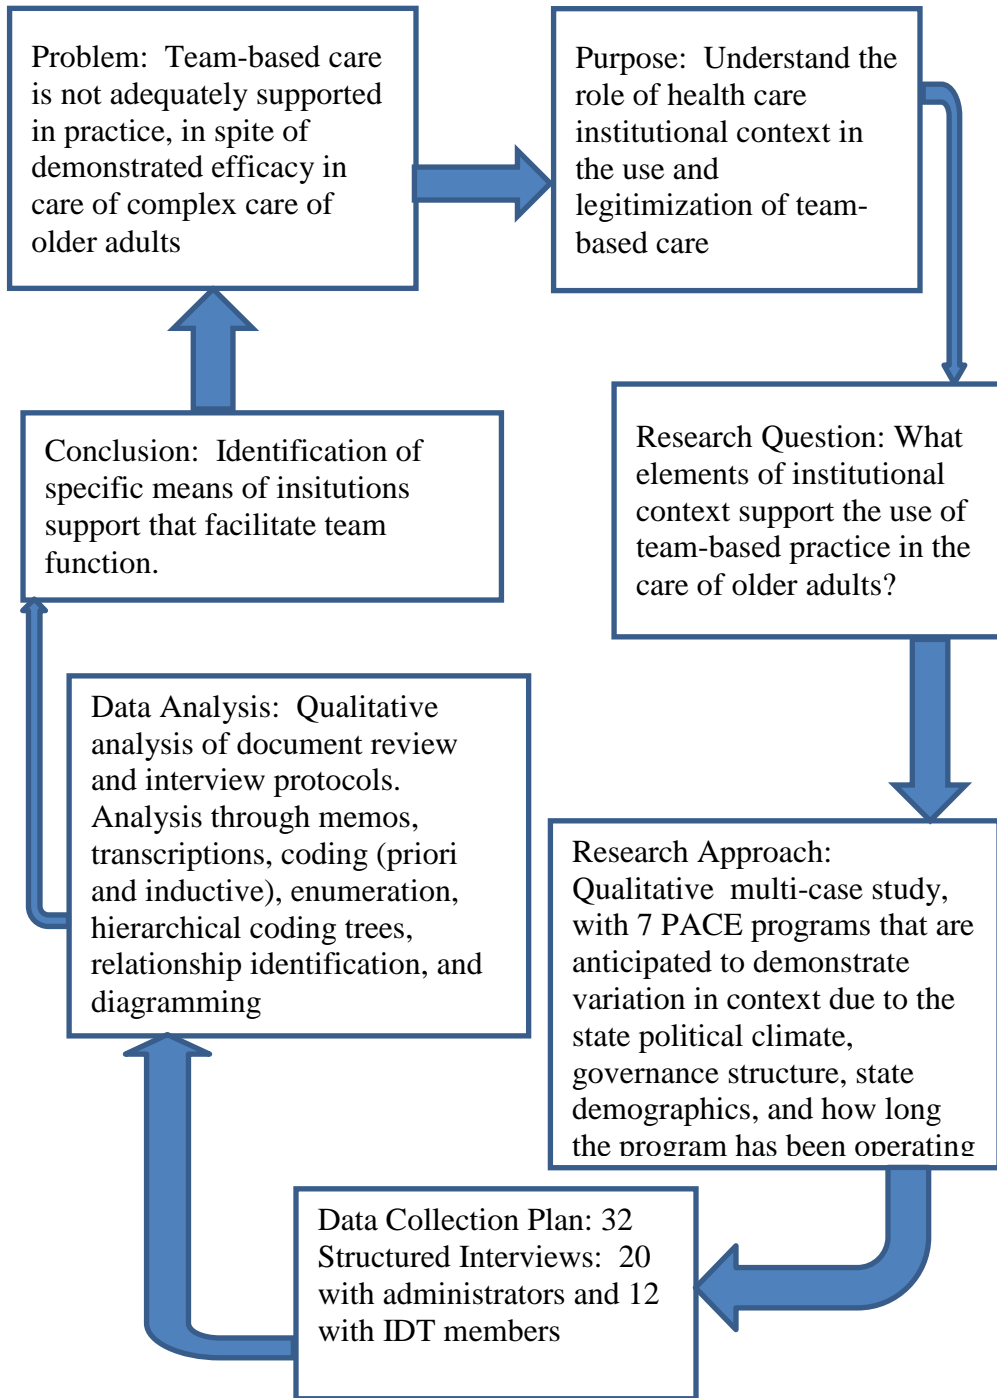 Problem: Team-based care
is not adequately supported
in practice, in spite of
demonstrated efficacy in
care of complex care of
older adults
Purpose: Understand the
role of health care
institutional context in
the use and
legitimization of team-
based care
Research Question: What
elements of institutional
context support the use of
team-based practice in the
care of older adults?
Research Approach:
Qualitative multi-case study,
with 7 PACE programs that are
anticipated to demonstrate
variation in context due to the
state political climate,
governance structure, state
demographics, and how long
the program has been operating
Data Collection Plan: 32
Structured Interviews: 20
with administrators and 12
with IDT members
Data Analysis: Qualitative
analysis of document review
and interview protocols.
Analysis through memos,
transcriptions, coding (priori
and inductive), enumeration,
hierarchical coding trees,
relationship identification, and
diagramming
Conclusion: Identification of
specific means of insitutions
support that facilitate team
function.